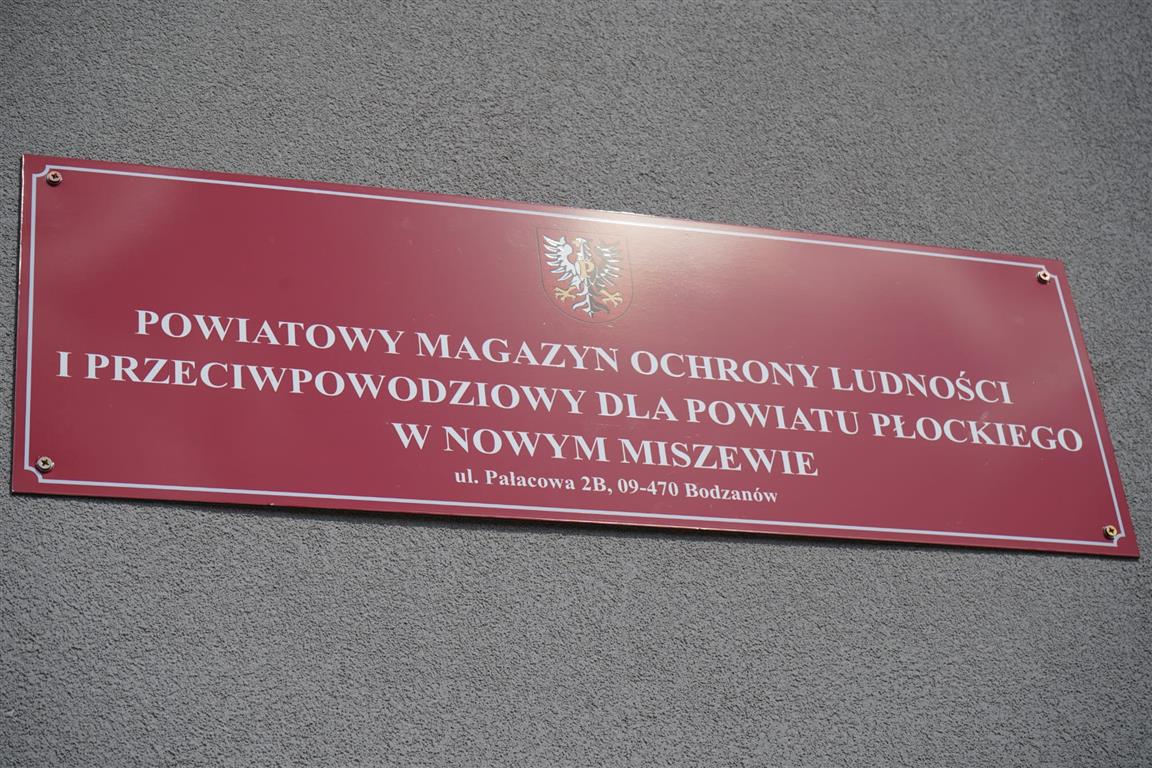 POWIATOWY MAGAZYN OCHRONY LUDNOŚCI
I PRZECIWPOWODZIOWY DLA POWIATU PŁOCKIEGO
W NOWYM MISZEWIE
ul. Pałacowa 2B, 09-470 Bodzanów